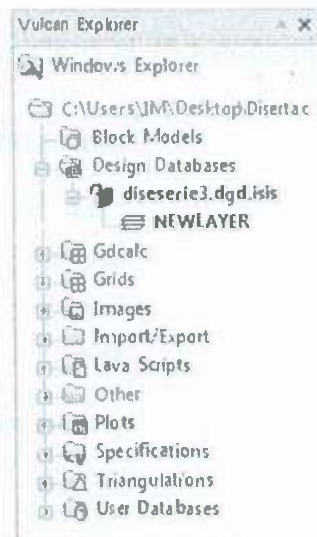 Vulcan Explorer
Windows Explorer
C:\Users\JM\Desktop\Disertac
Block Models
Design Databases
diseserie3.dgd.isis
NEWLAYER
Gdcalc
Grids
Images
Import/Export
Lava Scripts
Other
Plots
Specifications
Triangulations
User Databases